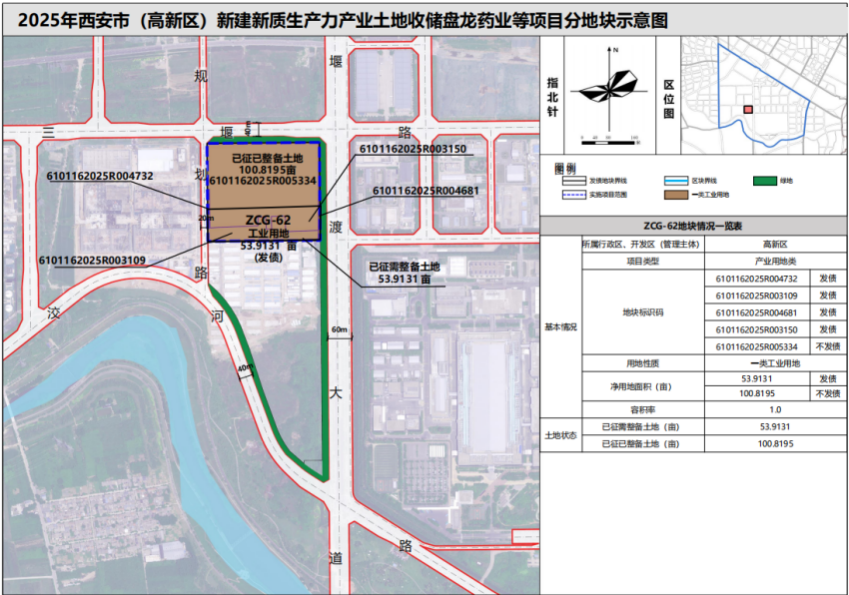 2025年西安市（高新区）新建新质生产力产业土地收储盘龙药业等项目分地块示意图
规
堰
三
堰
40m
路
已征已整备土地
100.8195亩
6101162025R005334
6101162025R003150
6101162025R004732
划
6101162025R004681
20m
ZCG-62
工业用地
53.9131 亩
(发债)
渡
6101162025R003109
路
已征需整备土地
53.9131 亩
洨
河
60m
40m
大
路
道
指北针
N
区位图
图例
发债地块界线
区块界线
绿地
实施项目范围
一类工业用地
ZCG-62地块情况一览表
基本情况
所属行政区、开发区（管理主体） 高新区
项目类型 产业用地类
地块标识码
6101162025R004732 发债
6101162025R003109 发债
6101162025R004681 发债
6101162025R003150 发债
6101162025R005334 不发债
用地性质 一类工业用地
净用地面积（亩）
53.9131 发债
100.8195 不发债
容积率 1.0
土地状态
已征需整备土地（亩） 53.9131
已征已整备土地（亩） 100.8195